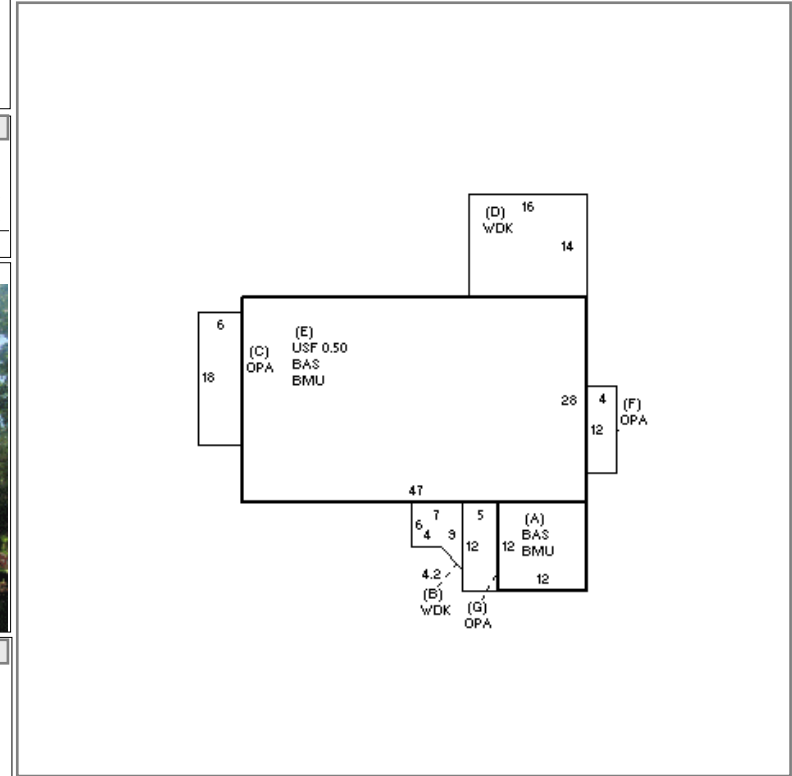 16
(D)
WDK
14
6
(E)
USF 0.50
BAS
BMU
(C)
OPA
18
28
4
(F)
OPA
12
47
7
6
4
9
5
12
12
(A)
BAS
BMU
12
4.2
(B)
WDK
(G)
OPA